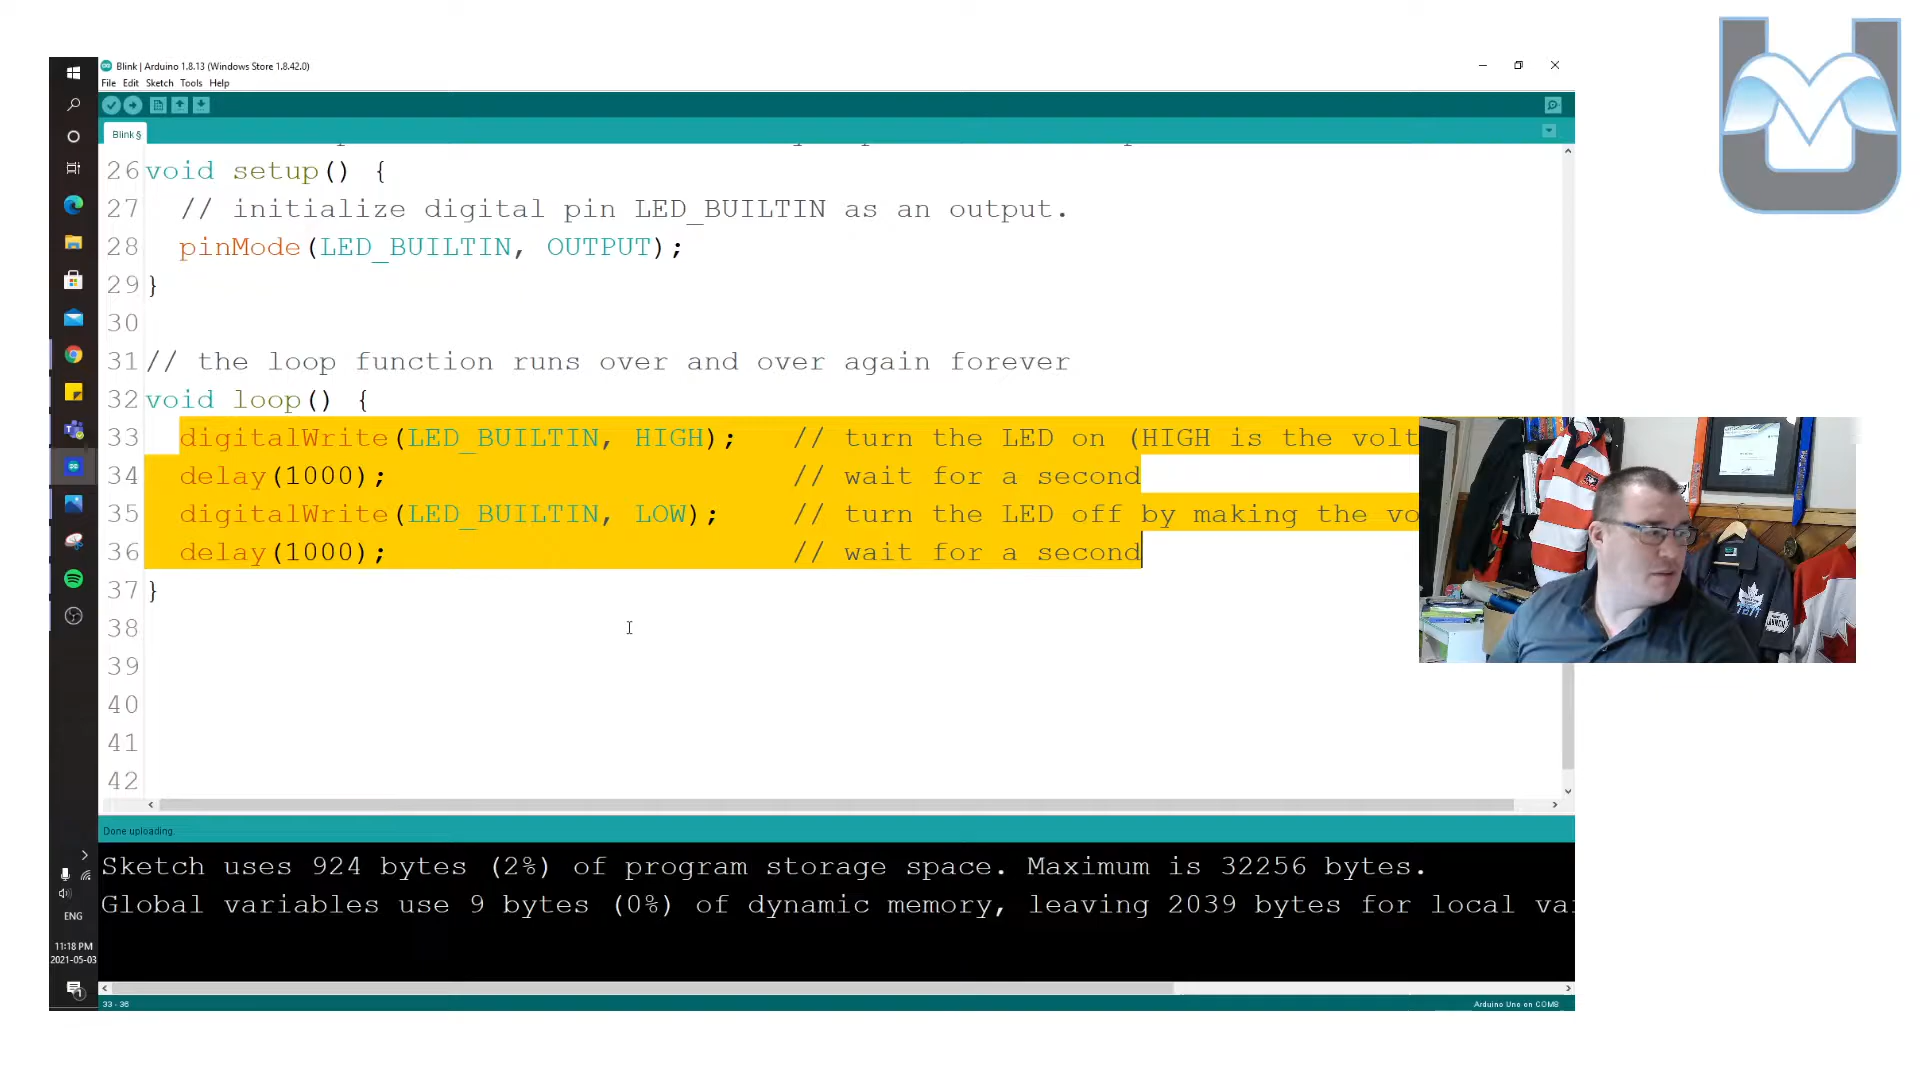 Blink | Arduino 1.8.13 (Windows Store 1.8.42.0)
File Edit Sketch Tools Help
Blink §
26 void setup() {
27 // initialize digital pin LED_BUILTIN as an output.
28 pinMode(LED_BUILTIN, OUTPUT);
29 }
30
31 // the loop function runs over and over again forever
32 void loop() {
33 digitalWrite(LED_BUILTIN, HIGH); // turn the LED on (HIGH is the volt
34 delay(1000); // wait for a second
35 digitalWrite(LED_BUILTIN, LOW); // turn the LED off by making the vo
36 delay(1000); // wait for a second
37 }
38
39
40
41
42
Done uploading.
Sketch uses 924 bytes (2%) of program storage space. Maximum is 32256 bytes.
Global variables use 9 bytes (0%) of dynamic memory, leaving 2039 bytes for local va
ENG
11:18 PM
2021-05-03
33 - 36
Arduino Uno on COM8